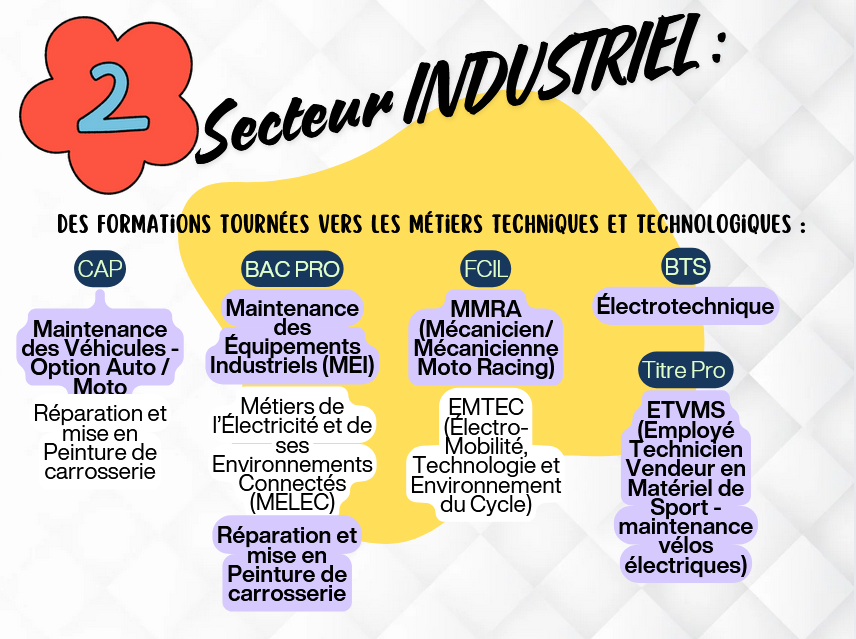 2
Secteur INDUSTRIEL :
DES FORMATIONS TOURNÉES VERS LES MÉTIERS TECHNIQUES ET TECHNOLOGIQUES :
CAP
Maintenance
des Véhicules -
Option Auto /
Moto
Réparation et
mise en
Peinture de
carrosserie
BAC PRO
Maintenance
des
Équipements
Industriels (MEI)
Métiers de
l'Électricité et de
ses
Environnements
Connectés
(MELEC)
Réparation et
mise en
Peinture de
carrosserie
FCIL
MMRA
(Mécanicien/
Mécanicienne
Moto Racing)
EMTEC
(Électro-
Mobilité,
Technologie et
Environnement
du Cycle)
BTS
Électrotechnique
Titre Pro
ETVMS
(Employé
Technicien
Vendeur en
Matériel de
Sport -
maintenance
vélos
électriques)